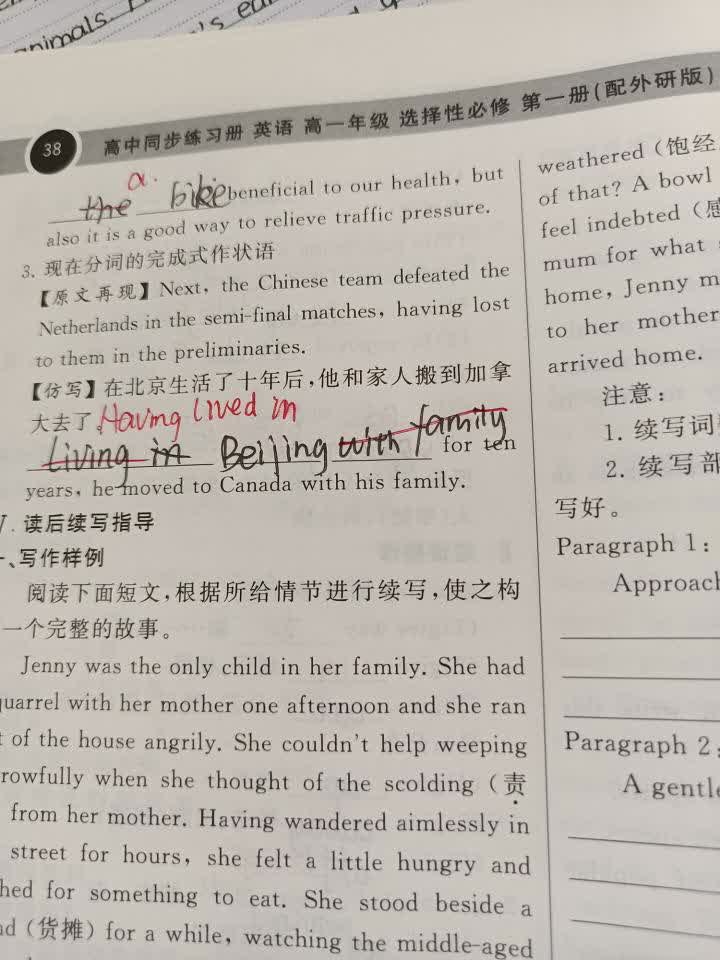 animals.
's
38 高中同步练习册 英语 高一年级 选择性必修 第一册(配外研版)
a.
the bike beneficial to our health, but
also it is a good way to relieve traffic pressure.
3. 现在分词的完成式作状语
【原文再现】Next, the Chinese team defeated the
Netherlands in the semi-final matches, having lost
to them in the preliminaries.
【仿写】在北京生活了十年后,他和家人搬到加拿
大去了。
Having lived in
Living in Beijing with family for ten
years, he moved to Canada with his family.
. 读后续写指导
、写作样例
阅读下面短文,根据所给情节进行续写,使之构
一个完整的故事。
Jenny was the only child in her family. She had
quarrel with her mother one afternoon and she ran
of the house angrily. She couldn't help weeping
rowfully when she thought of the scolding (责
from her mother. Having wandered aimlessly in
street for hours, she felt a little hungry and
hed for something to eat. She stood beside a
nd (货摊) for a while, watching the middle-aged
weathered (饱经
of that? A bowl
feel indebted (感
mum for what
home, Jenny m
to her mother
arrived home.
注意:
1. 续写词
2. 续写部
写好。
Paragraph 1:
Approach
Paragraph 2
A gentle